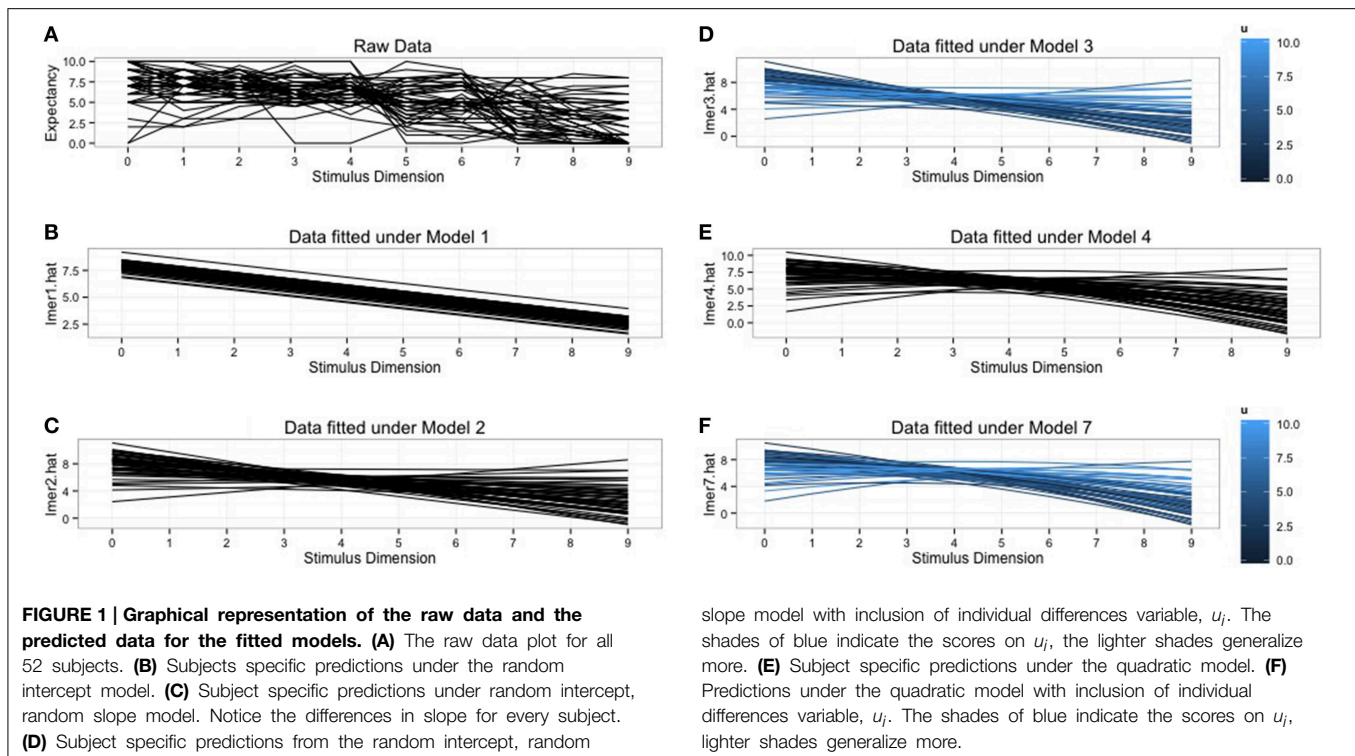 A
Raw Data
Expectancy
10.0
7.5
5.0
2.5
0.0
0 1 2 3 4 5 6 7 8 9
Stimulus Dimension
B
Data fitted under Model 1
lmer1.hat
7.5
5.0
2.5
0 1 2 3 4 5 6 7 8 9
Stimulus Dimension
C
Data fitted under Model 2
lmer2.hat
8
4
0
0 1 2 3 4 5 6 7 8 9
Stimulus Dimension
D
Data fitted under Model 3
lmer3.hat
8
4
0
0 1 2 3 4 5 6 7 8 9
Stimulus Dimension
u
10.0
7.5
5.0
2.5
0.0
E
Data fitted under Model 4
lmer4.hat
10.0
7.5
5.0
2.5
0.0
0 1 2 3 4 5 6 7 8 9
Stimulus Dimension
F
Data fitted under Model 7
lmer7.hat
8
4
0
0 1 2 3 4 5 6 7 8 9
Stimulus Dimension
u
10.0
7.5
5.0
2.5
0.0
FIGURE 1 | Graphical representation of the raw data and the
predicted data for the fitted models. (A) The raw data plot for all
52 subjects. (B) Subjects specific predictions under the random
intercept model. (C) Subject specific predictions under random intercept,
random slope model. Notice the differences in slope for every subject.
(D) Subject specific predictions from the random intercept, random
slope model with inclusion of individual differences variable, u_i. The
shades of blue indicate the scores on u_i, the lighter shades generalize
more. (E) Subject specific predictions under the quadratic model. (F)
Predictions under the quadratic model with inclusion of individual
differences variable, u_i. The shades of blue indicate the scores on u_i,
lighter shades generalize more.